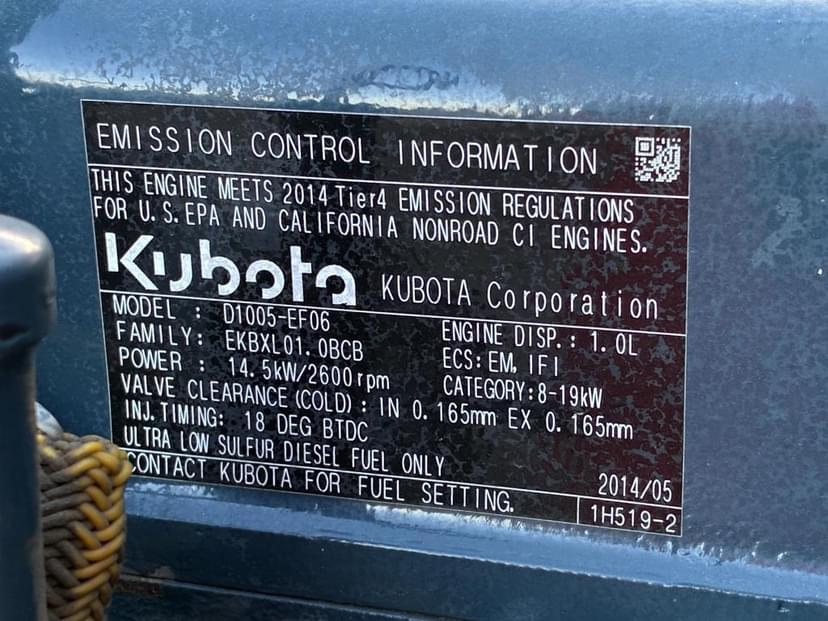 EMISSION CONTROL INFORMATION
THIS ENGINE MEETS 2014 Tier4 EMISSION REGULATIONS
FOR U.S.EPA AND CALIFORNIA NONROAD CI ENGINES.
Kubota KUBOTA Corporation
MODEL : D1005-EF06 ENGINE DISP.: 1.0L
FAMILY: EKBXL01.0BCB ECS:EM, IFI
POWER : 14.5kW/2600rpm CATEGORY:8-19kW
VALVE CLEARANCE(COLD): IN 0.165mm EX 0.165mm
INJ.TIMING: 18 DEG BTDC
ULTRA LOW SULFUR DIESEL FUEL ONLY 2014/05
CONTACT KUBOTA FOR FUEL SETTING. 1H519-2